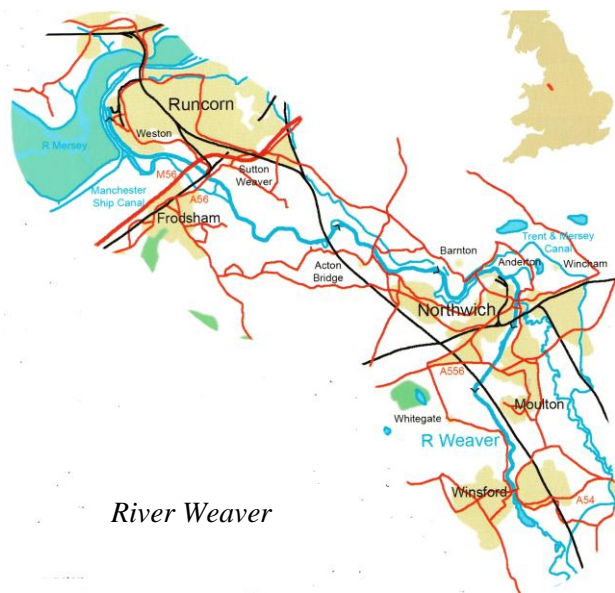 Runcorn
Weston
R Mersey
M56
Sutton
Weaver
Manchester
Ship Canal
A56
Frodsham
Trent & Mersey
Canal
Barnton
Anderton
Wincham
Acton
Bridge
Northwich
A556
Moulton
Whitegate
R Weaver
Winsford
A54
River Weaver